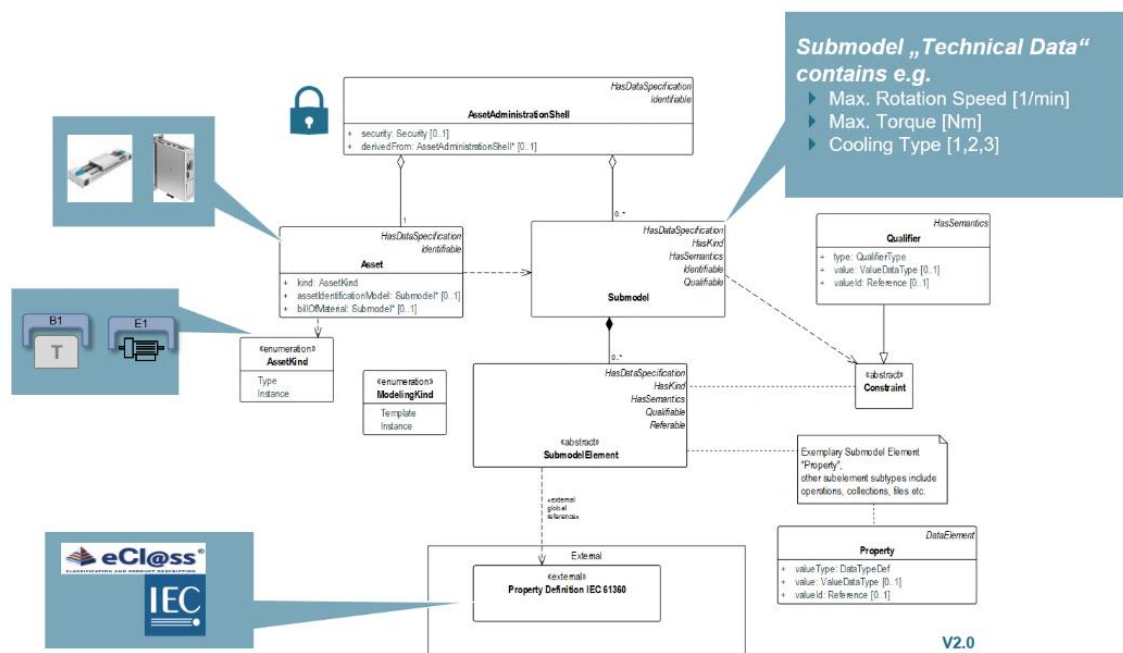 Submodel „Technical Data“
contains e.g.
Max. Rotation Speed [1/min]
Max. Torque [Nm]
Cooling Type [1,2,3]
HasDataSpecification
Identifiable
AssetAdministrationShell
+ security: Security [0..1]
+ derivedFrom: AssetAdministrationShell* [0..1]
1
0..*
HasDataSpecification
Identifiable
Asset
+ kind: AssetKind
+ assetIdentificationModel: Submodel* [0..1]
+ billOfMaterial: Submodel* [0..1]
HasDataSpecification
HasKind
HasSemantics
Identifiable
Qualifiable
Submodel
HasSemantics
Qualifier
+ type: QualifierType
+ value: ValueDataType [0..1]
+ valueId: Reference [0..1]
B1
E1
T
«enumeration»
AssetKind
Type
Instance
«enumeration»
ModelingKind
Template
Instance
0..*
HasDataSpecification
HasKind
HasSemantics
Qualifiable
Referable
«abstract»
SubmodelElement
«abstract»
Constraint
Exemplary Submodel Element
"Property",
other subelement subtypes include
operations, collections, files etc.
«external
global
reference»
DataElement
Property
+ valueType: DataTypeDef
+ value: ValueDataType [0..1]
+ valueId: Reference [0..1]
External
«external»
Property Definition IEC 61360
eCl@ss®
CLASSIFICATION AND PRODUCT DESCRIPTION
IEC
V2.0